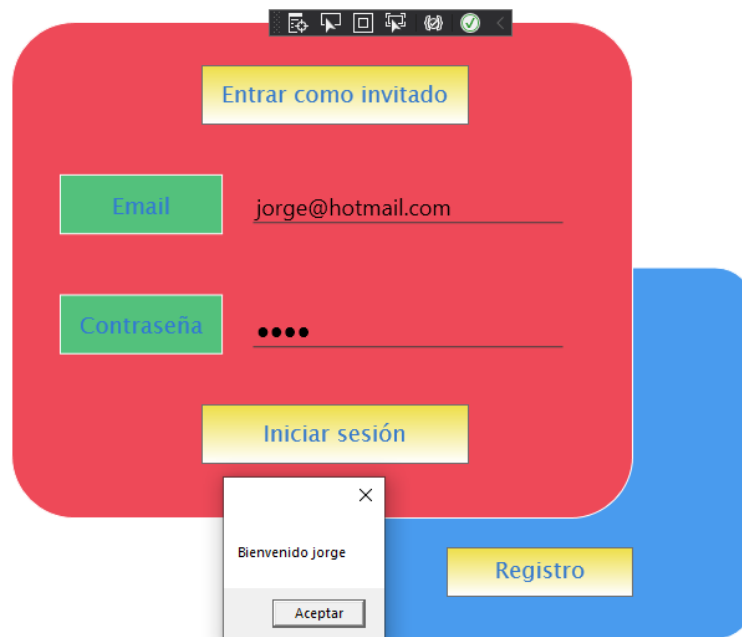 Entrar como invitado
Email
jorge@hotmail.com
Contraseña
Iniciar sesión
Bienvenido jorge
Aceptar
Registro